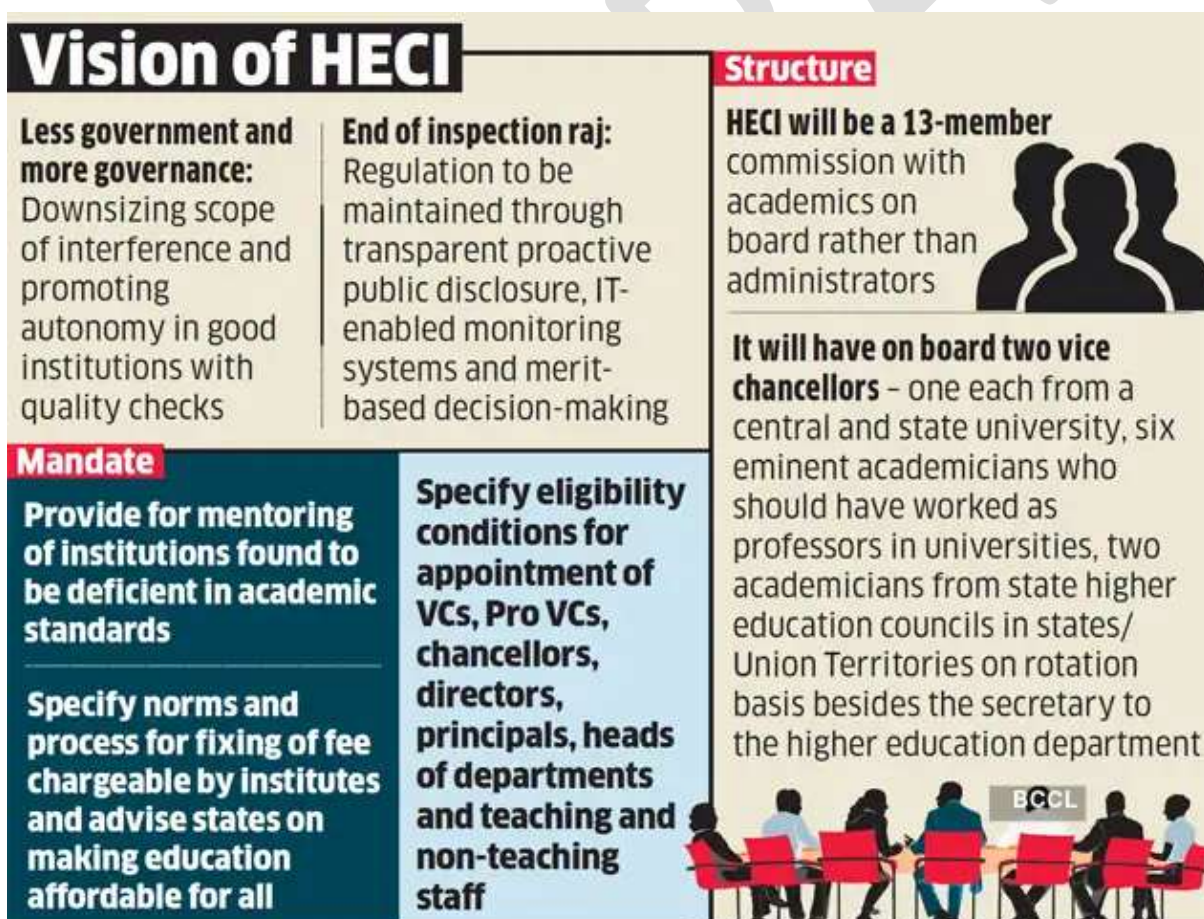 Vision of HECI
Less government and
more governance:
Downsizing scope
of interference and
promoting
autonomy in good
institutions with
quality checks
End of inspection raj:
Regulation to be
maintained through
transparent proactive
public disclosure, IT-
enabled monitoring
systems and merit-
based decision-making
Mandate
Provide for mentoring
of institutions found to
be deficient in academic
standards
Specify norms and
process for fixing of fee
chargeable by institutes
and advise states on
making education
affordable for all
Specify eligibility
conditions for
appointment of
VCs, Pro VCs,
chancellors,
directors,
principals, heads
of departments
and teaching and
non-teaching
staff
Structure
HECI will be a 13-member
commission with
academics on
board rather than
administrators
It will have on board two vice
chancellors – one each from a
central and state university, six
eminent academicians who
should have worked as
professors in universities, two
academicians from state higher
education councils in states/
Union Territories on rotation
basis besides the secretary to
the higher education department
BCCL